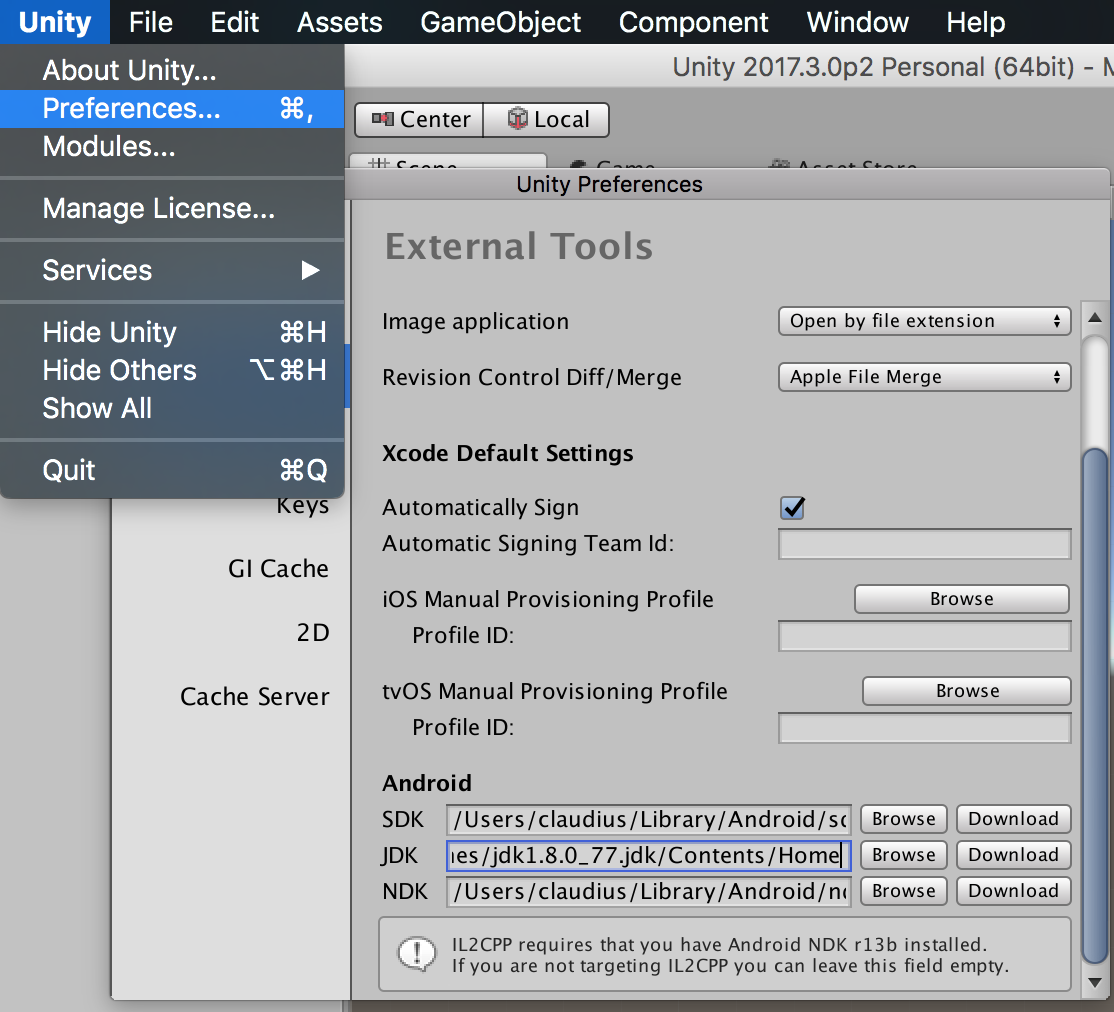 Unity File Edit Assets GameObject Component Window Help
About Unity...
Preferences... ⌘,
Modules...
Manage License...
Services ▶
Hide Unity ⌘H
Hide Others ⌥⌘H
Show All
Quit ⌘Q
Unity 2017.3.0p2 Personal (64bit) -
Center Local
Scene Game Asset Store
Unity Preferences
Keys
GI Cache
2D
Cache Server
External Tools
Image application Open by file extension
Revision Control Diff/Merge Apple File Merge
Xcode Default Settings
Automatically Sign
Automatic Signing Team Id:
iOS Manual Provisioning Profile Browse
Profile ID:
tvOS Manual Provisioning Profile Browse
Profile ID:
Android
SDK /Users/claudius/Library/Android/ Browse Download
JDK /jdk1.8.0_77.jdk/Contents/Home Browse Download
NDK /Users/claudius/Library/Android/ Browse Download
IL2CPP requires that you have Android NDK r13b installed.
If you are not targeting IL2CPP you can leave this field empty.